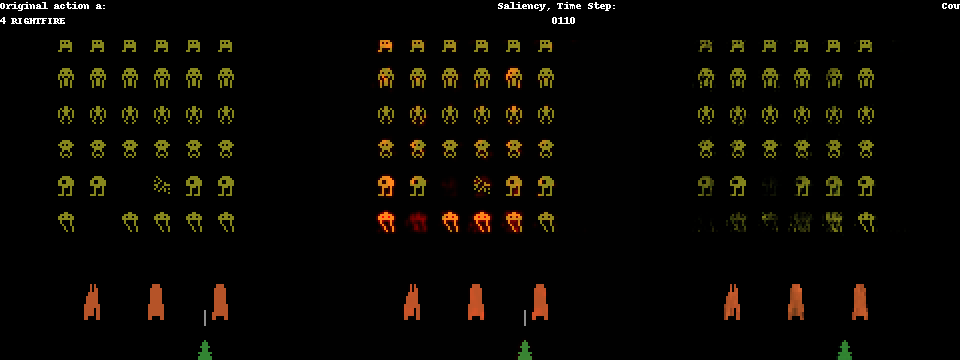 Original action a:
4 RIGHTFIRE
Saliency, Time Step:
0110
Cou